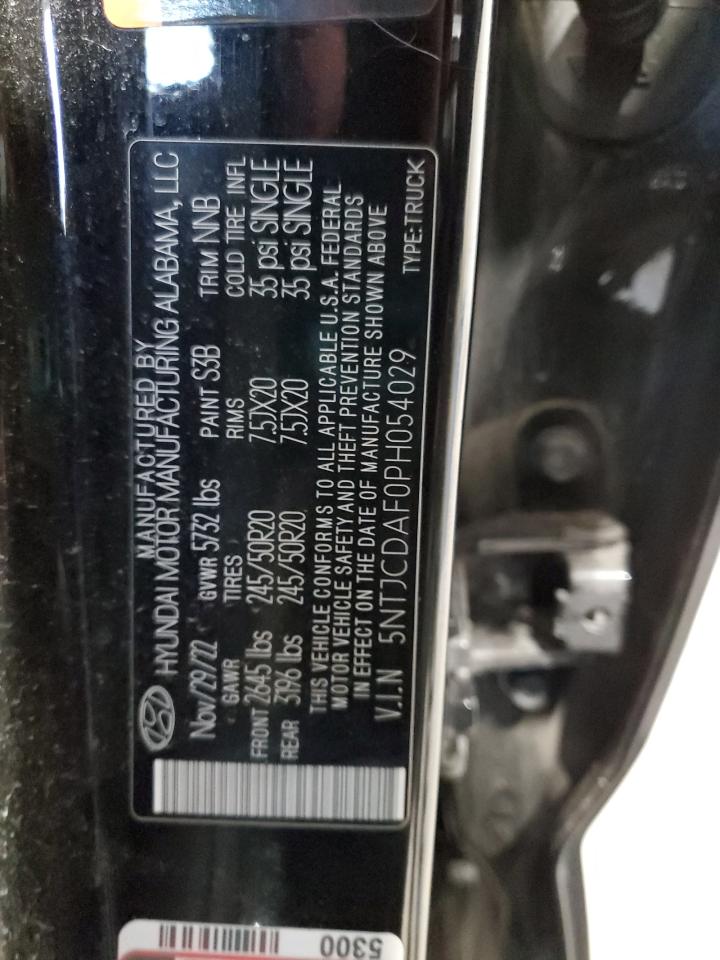 MANUFACTURED BY
HYUNDAI MOTOR MANUFACTURING ALABAMA, LLC
Nov/29/22 GVWR 5732 lbs PAINT S3B TRIM NNB
GAWR TIRES RIMS COLD TIRE INFL
FRONT 2645 lbs 245/50R20 7.5JX20 35 psi SINGLE
REAR 3196 lbs 245/50R20 7.5JX20 35 psi SINGLE
THIS VEHICLE CONFORMS TO ALL APPLICABLE U.S.A. FEDERAL
MOTOR VEHICLE SAFETY AND THEFT PREVENTION STANDARDS
IN EFFECT ON THE DATE OF MANUFACTURE SHOWN ABOVE
V.I.N 5NTJCDAF0PH054029 TYPE:TRUCK
5300